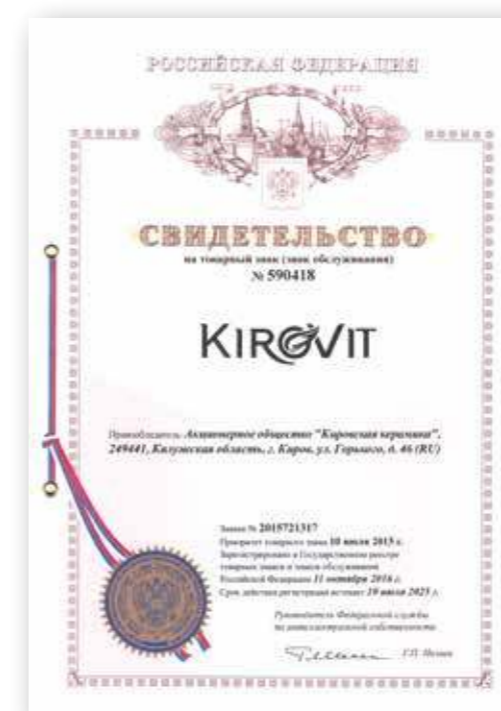 РОССИЙСКАЯ ФЕДЕРАЦИЯ
СВИДЕТЕЛЬСТВО
на товарный знак (знак обслуживания)
№ 590418
KIROVIT
Правообладатель: Акционерное общество "Кировская керамика",
249441, Калужская область, г. Киров, ул. Горького, д. 46 (RU)
Заявка № 2015721317
Приоритет товарного знака 10 июля 2015 г.
Зарегистрировано в Государственном реестре
товарных знаков и знаков обслуживания
Российской Федерации 11 октября 2016 г.
Срок действия регистрации истекает 10 июля 2025 г.
Руководитель Федеральной службы
по интеллектуальной собственности
Г.П. Ивлиев